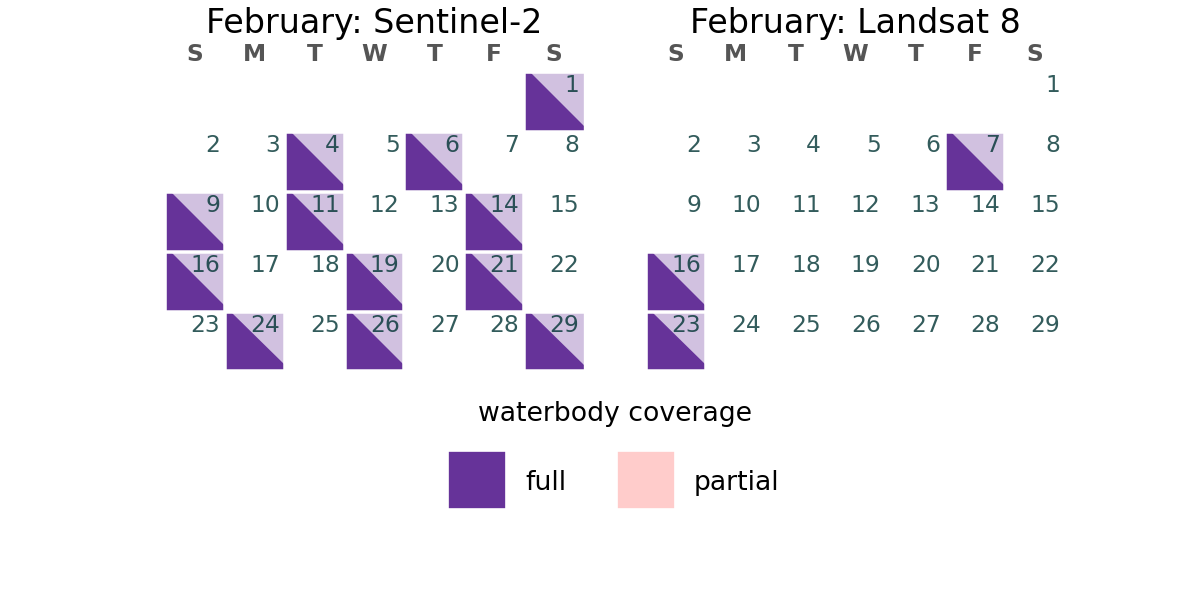 February: Sentinel-2
S M T W T F S
1
2 3 4 5 6 7 8
9 10 11 12 13 14 15
16 17 18 19 20 21 22
23 24 25 26 27 28 29
February: Landsat 8
S M T W T F S
1
2 3 4 5 6 7 8
9 10 11 12 13 14 15
16 17 18 19 20 21 22
23 24 25 26 27 28 29
waterbody coverage
full partial